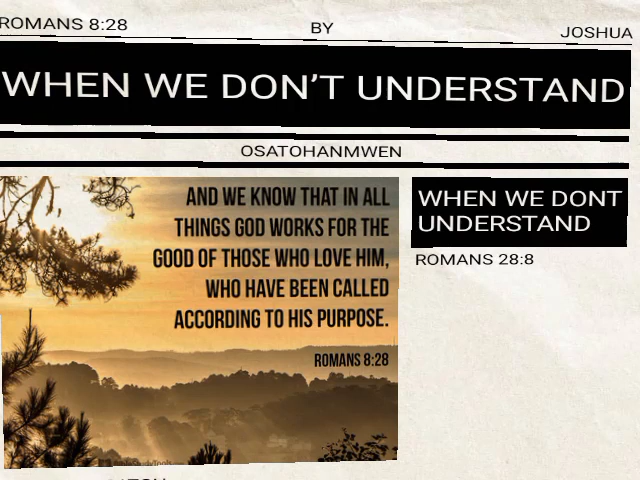 ROMANS 8:28
BY
JOSHUA
WHEN WE DON'T UNDERSTAND
OSATOHANMWEN
AND WE KNOW THAT IN ALL
THINGS GOD WORKS FOR THE
GOOD OF THOSE WHO LOVE HIM,
WHO HAVE BEEN CALLED
ACCORDING TO HIS PURPOSE.
ROMANS 8:28
WHEN WE DONT
UNDERSTAND
ROMANS 28:8